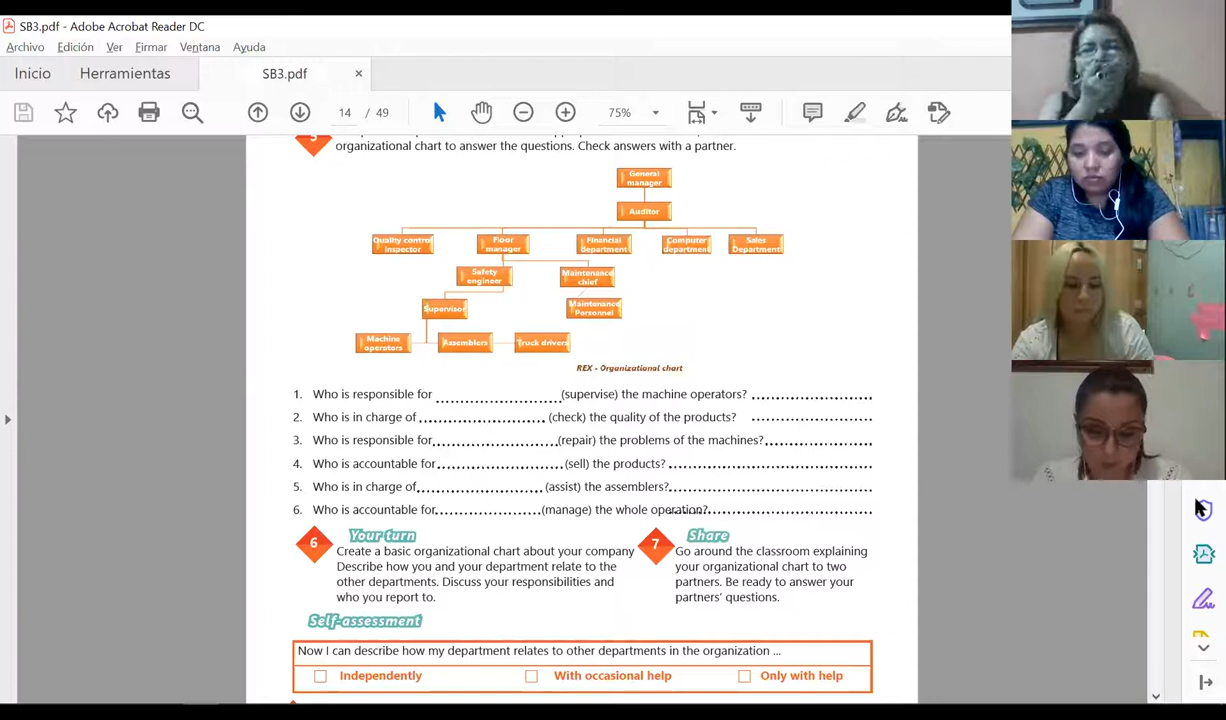 SB3.pdf - Adobe Acrobat Reader DC
Archivo Edición Ver Firmar Ventana Ayuda
Inicio Herramientas SB3.pdf ×
14 / 49 75%
organizational chart to answer the questions. Check answers with a partner.
General manager
Auditor
Quality control inspector
Floor manager
Financial department
Computer department
Sales Department
Safety engineer
Maintenance chief
Supervisor
Maintenance Personnel
Machine operators
Assemblers
Truck drivers
REX - Organizational chart
1. Who is responsible for ........................ (supervise) the machine operators? ........................
2. Who is in charge of ........................ (check) the quality of the products? ........................
3. Who is responsible for........................(repair) the problems of the machines?........................
4. Who is accountable for........................ (sell) the products? ........................
5. Who is in charge of........................ (assist) the assemblers?........................
6. Who is accountable for........................(manage) the whole operation?........................
6 Your turn
Create a basic organizational chart about your company
Describe how you and your department relate to the
other departments. Discuss your responsibilities and
who you report to.
7 Share
Go around the classroom explaining
your organizational chart to two
partners. Be ready to answer your
partners' questions.
Self-assessment
Now I can describe how my department relates to other departments in the organization ...
Independently With occasional help Only with help